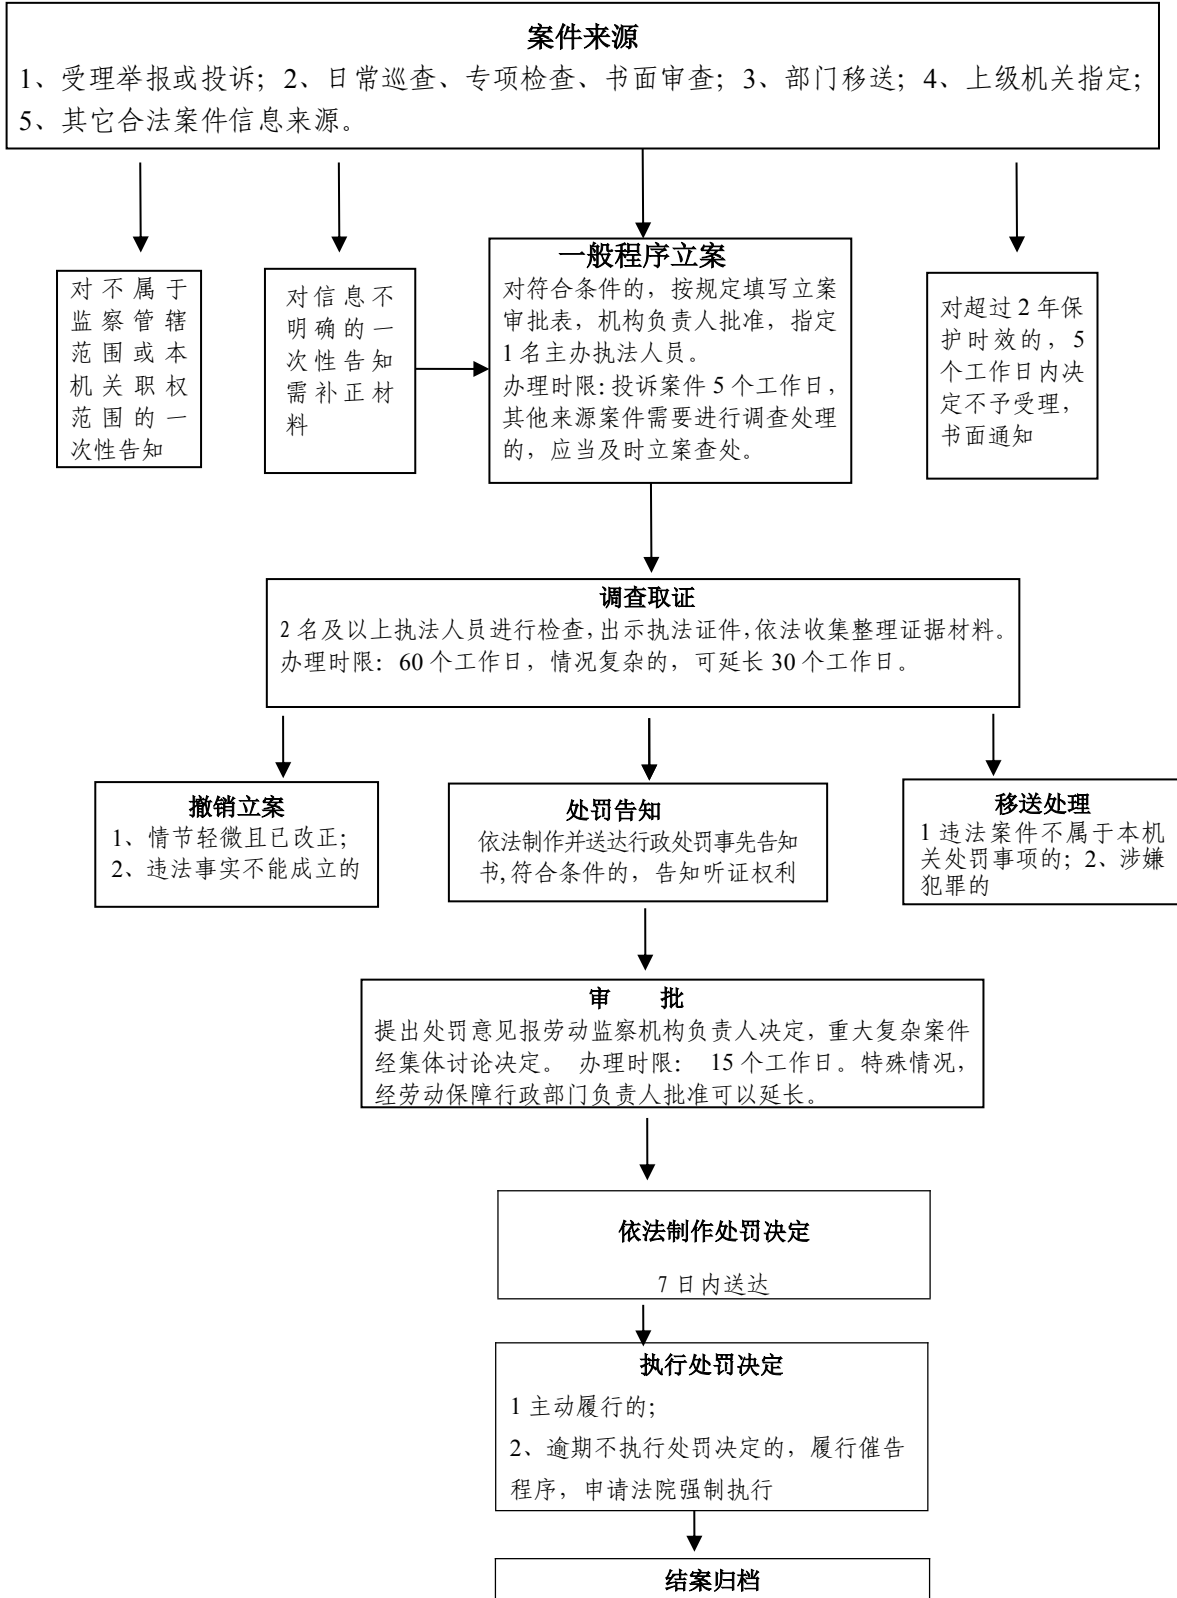 案件来源
1、受理举报或投诉；2、日常巡查、专项检查、书面审查；3、部门移送；4、上级机关指定；
5、其它合法案件信息来源。
对不属于
监察管辖
范围或本
机关职权
范围的一
次性告知
对信息不
明确的一
次性告知
需补正材
料
一般程序立案
对符合条件的，按规定填写立案
审批表，机构负责人批准，指定
1名主办执法人员。
办理时限：投诉案件5个工作日，
其他来源案件需要进行调查处理
的，应当及时立案查处。
对超过2年保
护时效的，5
个工作日内决
定不予受理，
书面通知
调查取证
2名及以上执法人员进行检查,出示执法证件,依法收集整理证据材料。
办理时限：60个工作日，情况复杂的，可延长30个工作日。
撤销立案
1、情节轻微且已改正；
2、违法事实不能成立的
处罚告知
依法制作并送达行政处罚事先告知
书,符合条件的，告知听证权利
移送处理
1违法案件不属于本机
关处罚事项的；2、涉嫌
犯罪的
审 批
提出处罚意见报劳动监察机构负责人决定，重大复杂案件
经集体讨论决定。 办理时限： 15个工作日。特殊情况，
经劳动保障行政部门负责人批准可以延长。
依法制作处罚决定
7日内送达
执行处罚决定
1主动履行的；
2、逾期不执行处罚决定的，履行催告
程序，申请法院强制执行
结案归档